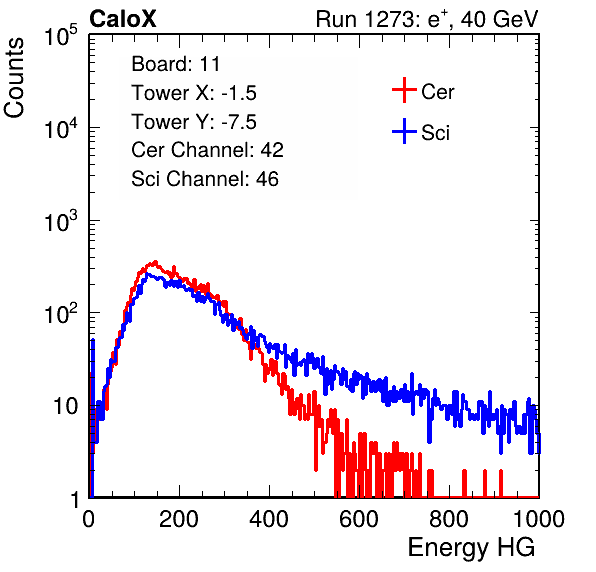 CaloX Run 1273: e⁺, 40 GeV
Board: 11
Tower X: -1.5
Tower Y: -7.5
Cer Channel: 42
Sci Channel: 46
Cer
Sci
Counts
10⁵
10⁴
10³
10²
10
1
0 200 400 600 800 1000
Energy HG